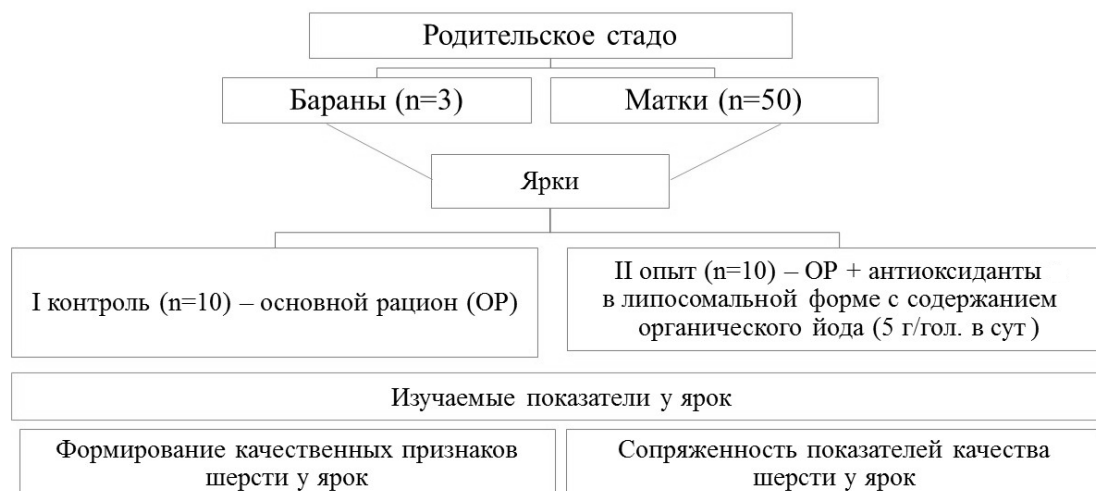 Родительское стадо
Бараны (n=3)
Матки (n=50)
Ярки
I контроль (n=10) – основной рацион (ОР)
II опыт (n=10) – ОР + антиоксиданты
в липосомальной форме с содержанием
органического йода (5 г/гол. в сут )
Изучаемые показатели у ярок
Формирование качественных признаков
шерсти у ярок
Сопряженность показателей качества
шерсти у ярок